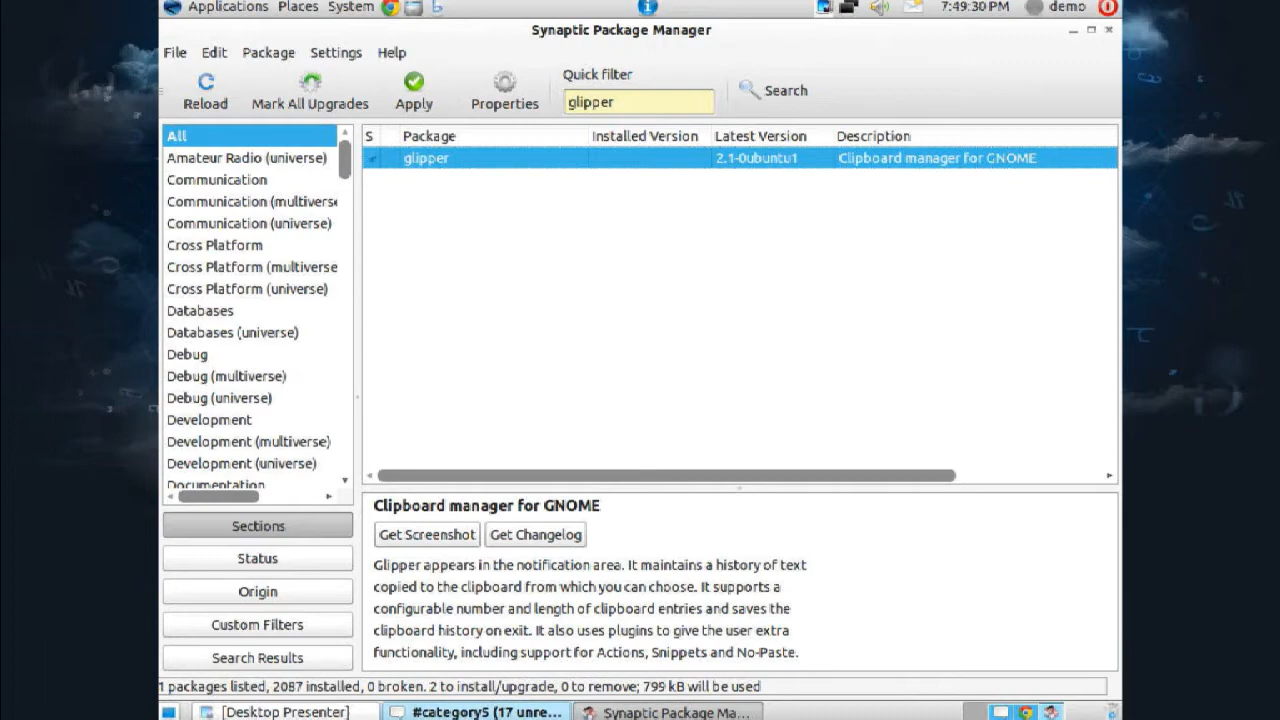 Applications Places System 7:49:30 PM demo
Synaptic Package Manager
File Edit Package Settings Help
Quick filter
Reload Mark All Upgrades Apply Properties glipper Search
All
Amateur Radio (universe)
Communication
Communication (multiverse
Communication (universe)
Cross Platform
Cross Platform (multiverse
Cross Platform (universe)
Databases
Databases (universe)
Debug
Debug (multiverse)
Debug (universe)
Development
Development (multiverse)
Development (universe)
Documentation
S Package Installed Version Latest Version Description
glipper 2.1-0ubuntu1 Clipboard manager for GNOME
Sections
Status
Origin
Custom Filters
Search Results
Clipboard manager for GNOME
Get Screenshot Get Changelog
Glipper appears in the notification area. It maintains a history of text
copied to the clipboard from which you can choose. It supports a
configurable number and length of clipboard entries and saves the
clipboard history on exit. It also uses plugins to give the user extra
functionality, including support for Actions, Snippets and No-Paste.
1 packages listed, 2087 installed, 0 broken. 2 to install/upgrade, 0 to remove; 799 kB will be used
[Desktop Presenter] #category5 (17 unre... Synaptic Package Ma...